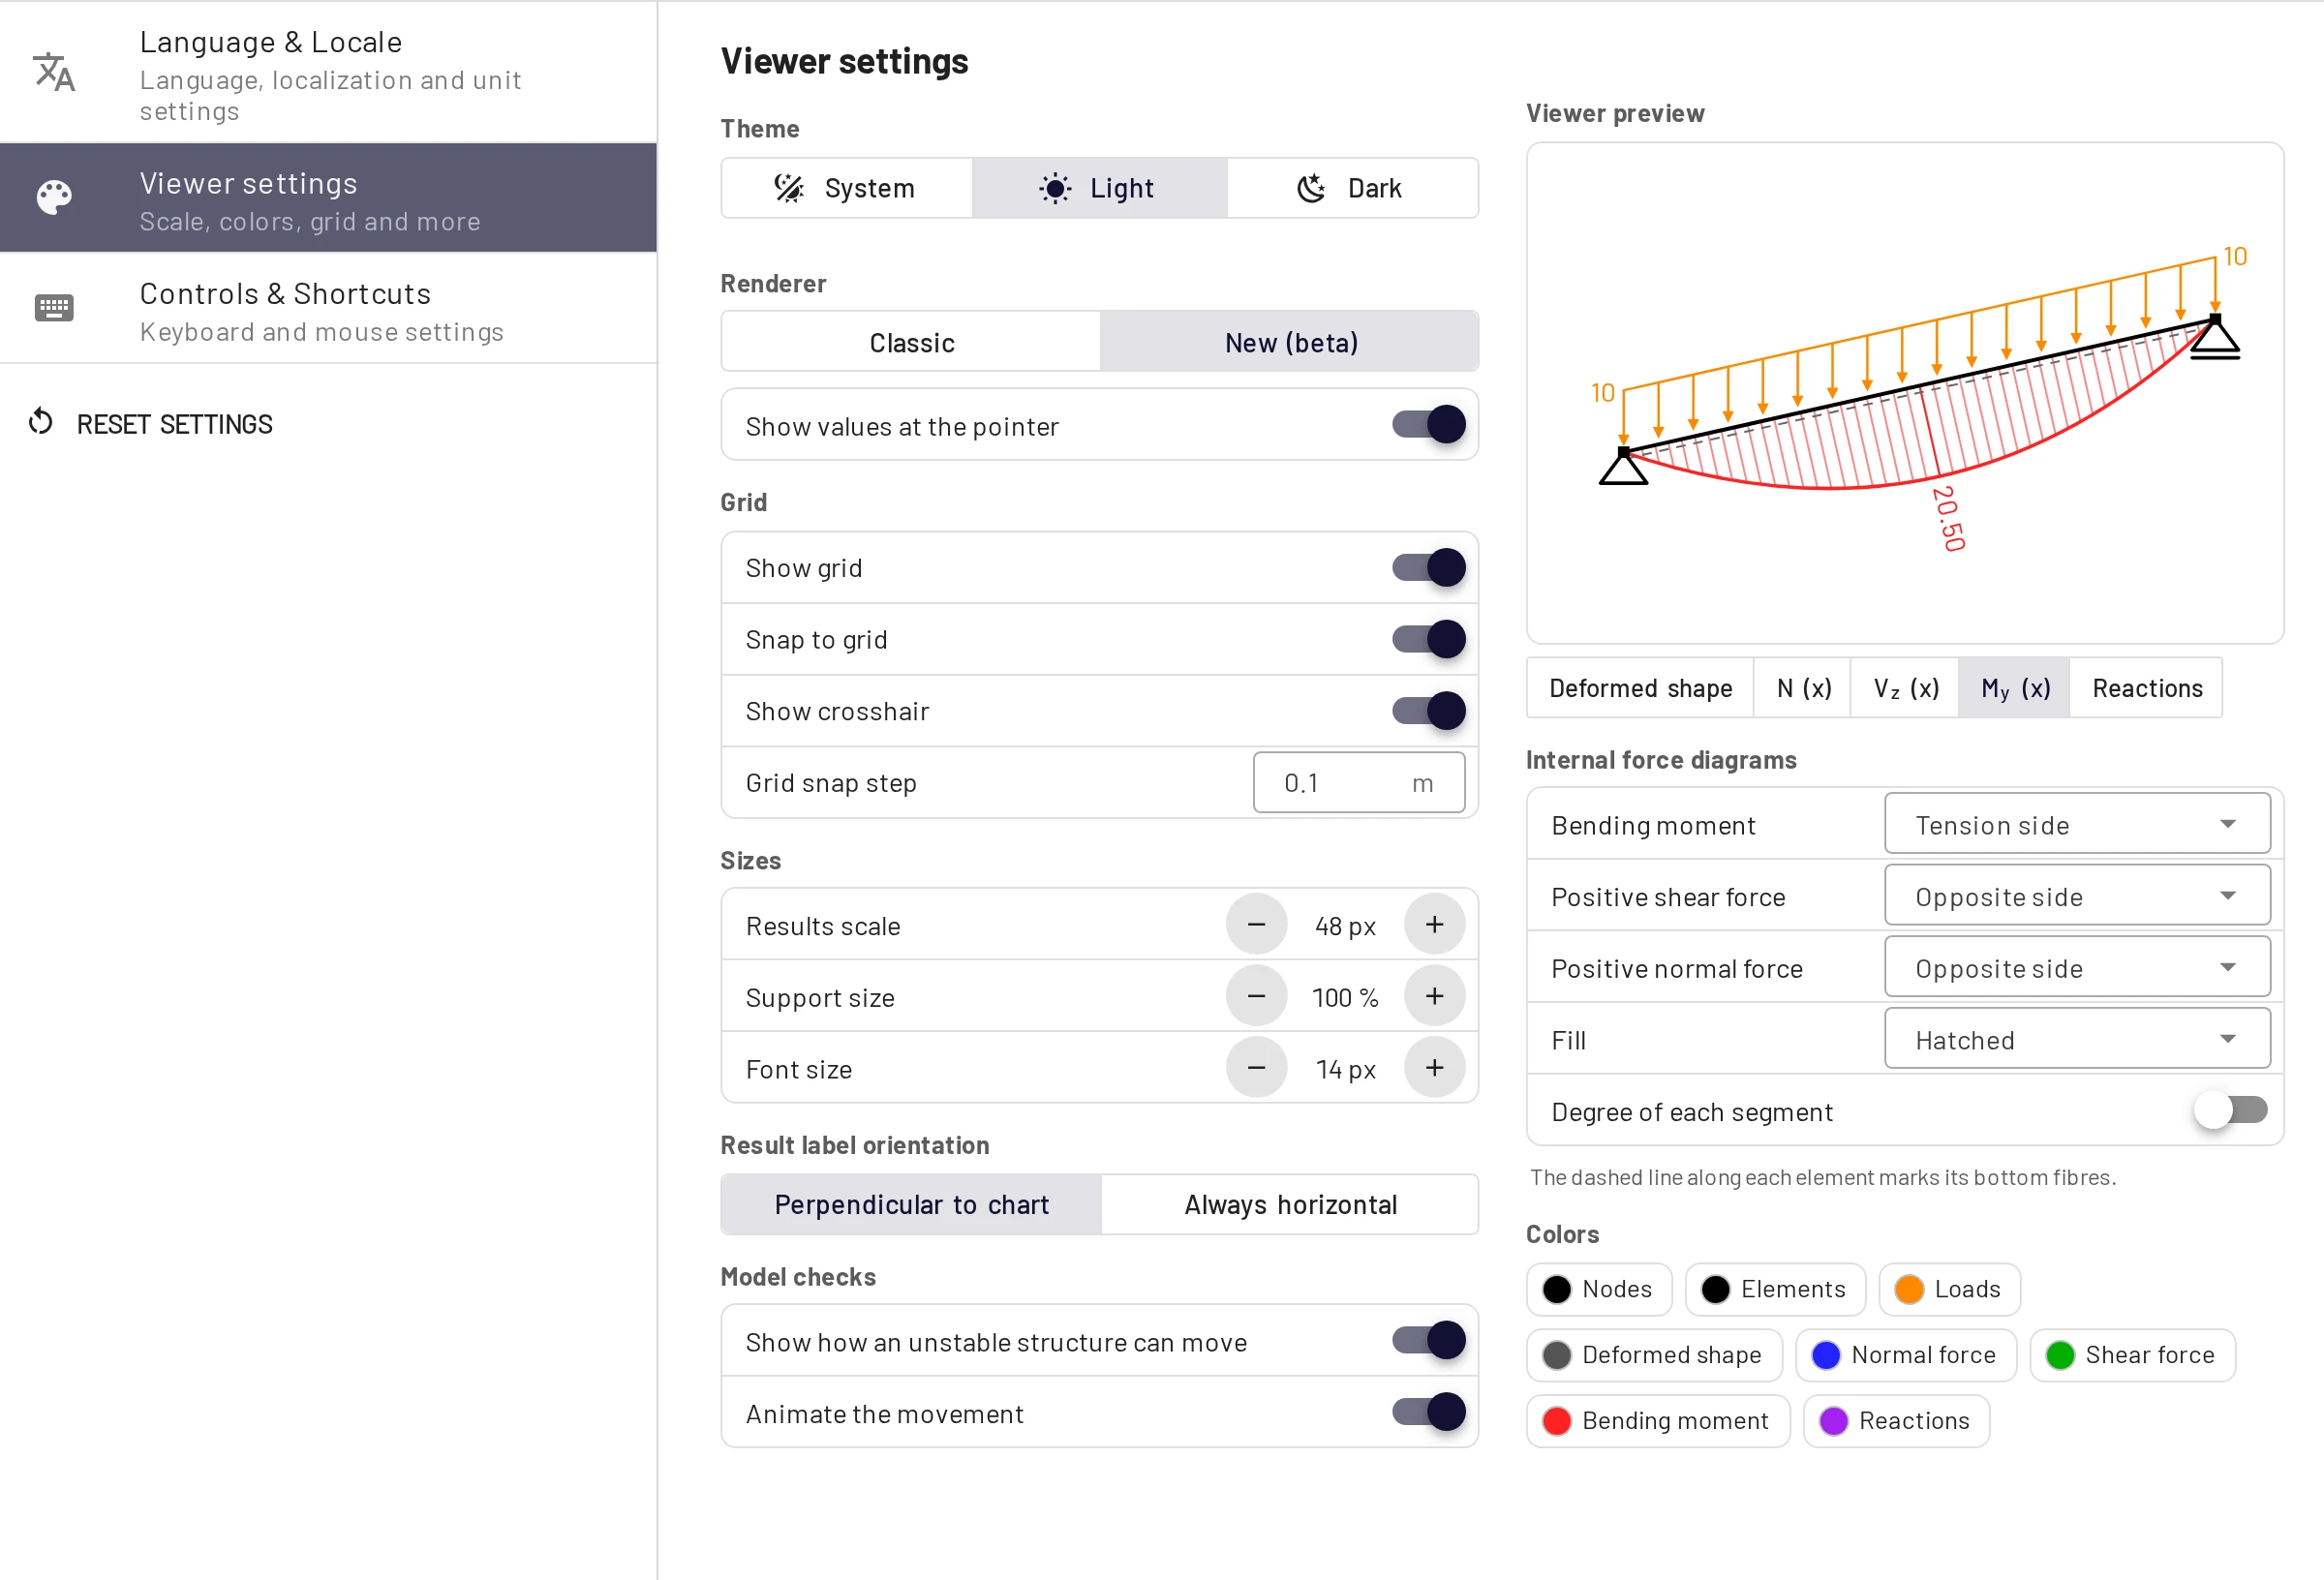 Language & Locale
Language, localization and unit
settings
Viewer settings
Scale, colors, grid and more
Controls & Shortcuts
Keyboard and mouse settings
RESET SETTINGS
Viewer settings
Theme
System
Light
Dark
Renderer
Classic
New (beta)
Show values at the pointer
Grid
Show grid
Snap to grid
Show crosshair
Grid snap step
0.1 m
Sizes
Results scale
− 48 px +
Support size
− 100 % +
Font size
− 14 px +
Result label orientation
Perpendicular to chart
Always horizontal
Model checks
Show how an unstable structure can move
Animate the movement
Viewer preview
10
10
20.50
Deformed shape
N (x)
Vz (x)
My (x)
Reactions
Internal force diagrams
Bending moment
Tension side
Positive shear force
Opposite side
Positive normal force
Opposite side
Fill
Hatched
Degree of each segment
The dashed line along each element marks its bottom fibres.
Colors
Nodes
Elements
Loads
Deformed shape
Normal force
Shear force
Bending moment
Reactions